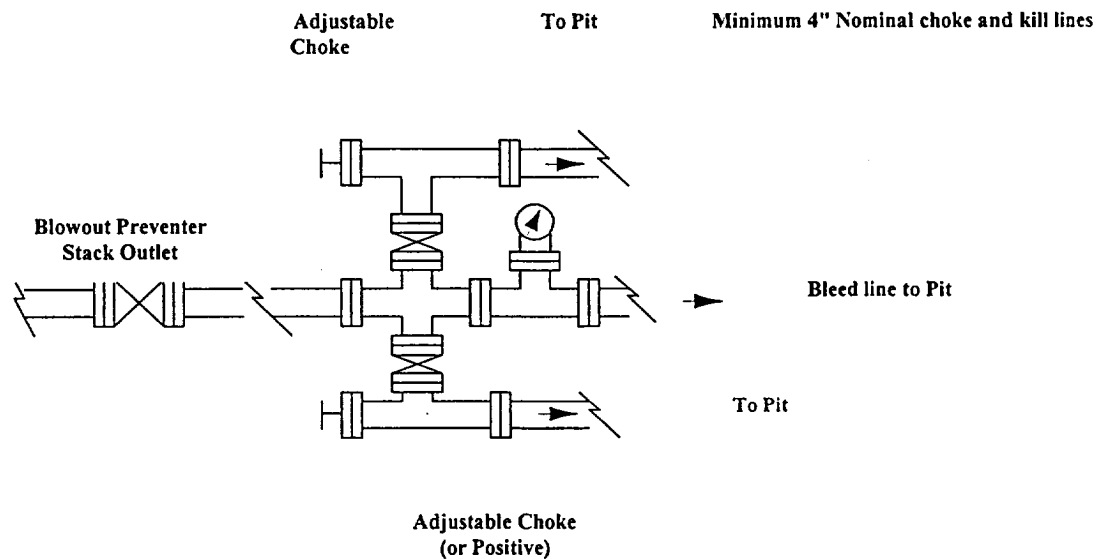 Adjustable
Choke
To Pit
Minimum 4" Nominal choke and kill lines
Blowout Preventer
Stack Outlet
Bleed line to Pit
To Pit
Adjustable Choke
(or Positive)